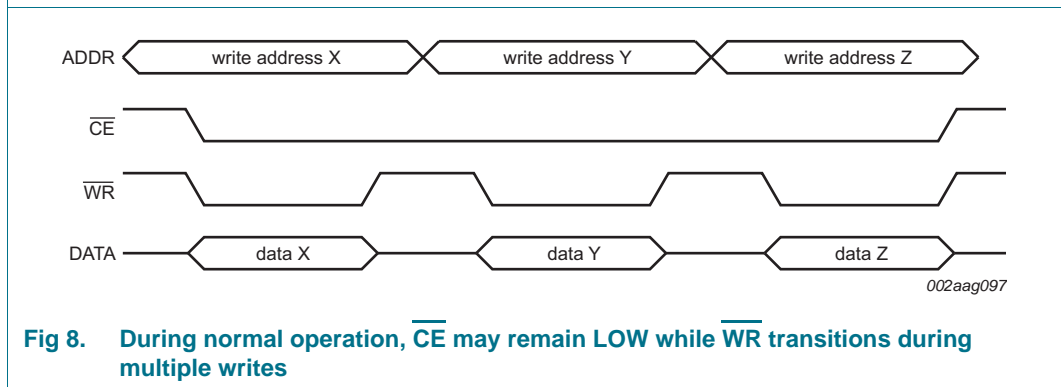 ADDR write address X write address Y write address Z
CE
WR
DATA data X data Y data Z
002aag097
Fig 8. During normal operation, CE may remain LOW while WR transitions during
multiple writes